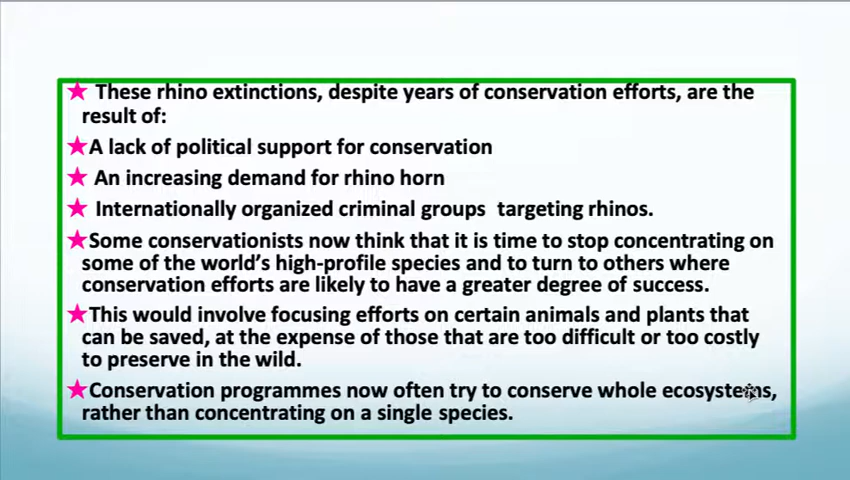 ★ These rhino extinctions, despite years of conservation efforts, are the
result of:
★A lack of political support for conservation
★ An increasing demand for rhino horn
★ Internationally organized criminal groups targeting rhinos.
★Some conservationists now think that it is time to stop concentrating on
some of the world's high-profile species and to turn to others where
conservation efforts are likely to have a greater degree of success.
★This would involve focusing efforts on certain animals and plants that
can be saved, at the expense of those that are too difficult or too costly
to preserve in the wild.
★Conservation programmes now often try to conserve whole ecosystems,
rather than concentrating on a single species.